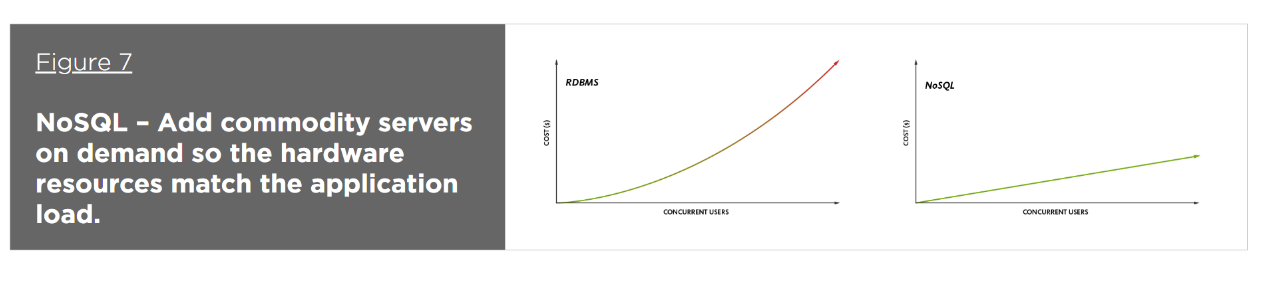 Figure 7
NoSQL – Add commodity servers
on demand so the hardware
resources match the application
load.
RDBMS
COST($)
CONCURRENT USERS
NoSQL
COST($)
CONCURRENT USERS